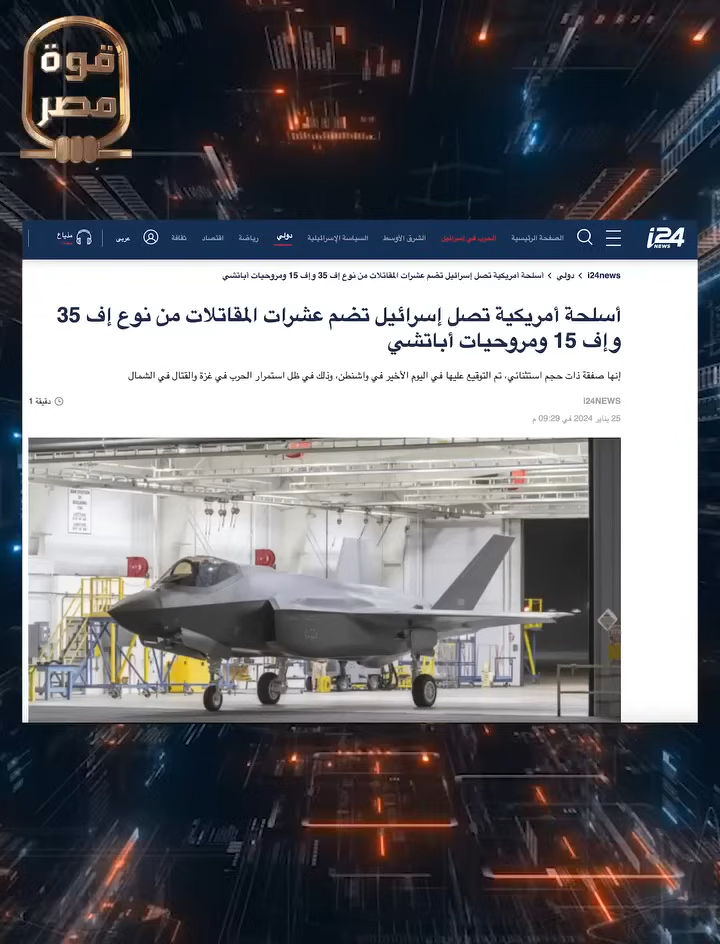 قوة
مصر
i24
NEWS
الصفحة الرئيسية
الحرب في إسرائيل
الشرق الأوسط
السياسة الإسرائيلية
دولي
رياضة
اقتصاد
ثقافة
عربي
i24news › دولي › أسلحة أمريكية تصل إسرائيل تضم عشرات المقاتلات من نوع إف 35 وإف 15 ومروحيات أباتشي
أسلحة أمريكية تصل إسرائيل تضم عشرات المقاتلات من نوع إف 35
وإف 15 ومروحيات أباتشي
إنها صفقة ذات حجم استثنائي، تم التوقيع عليها في اليوم الأخير في واشنطن، وذلك في ظل استمرار الحرب في غزة والقتال في الشمال
i24NEWS
دقيقة 1
25 يناير 2024 في 09:29 م